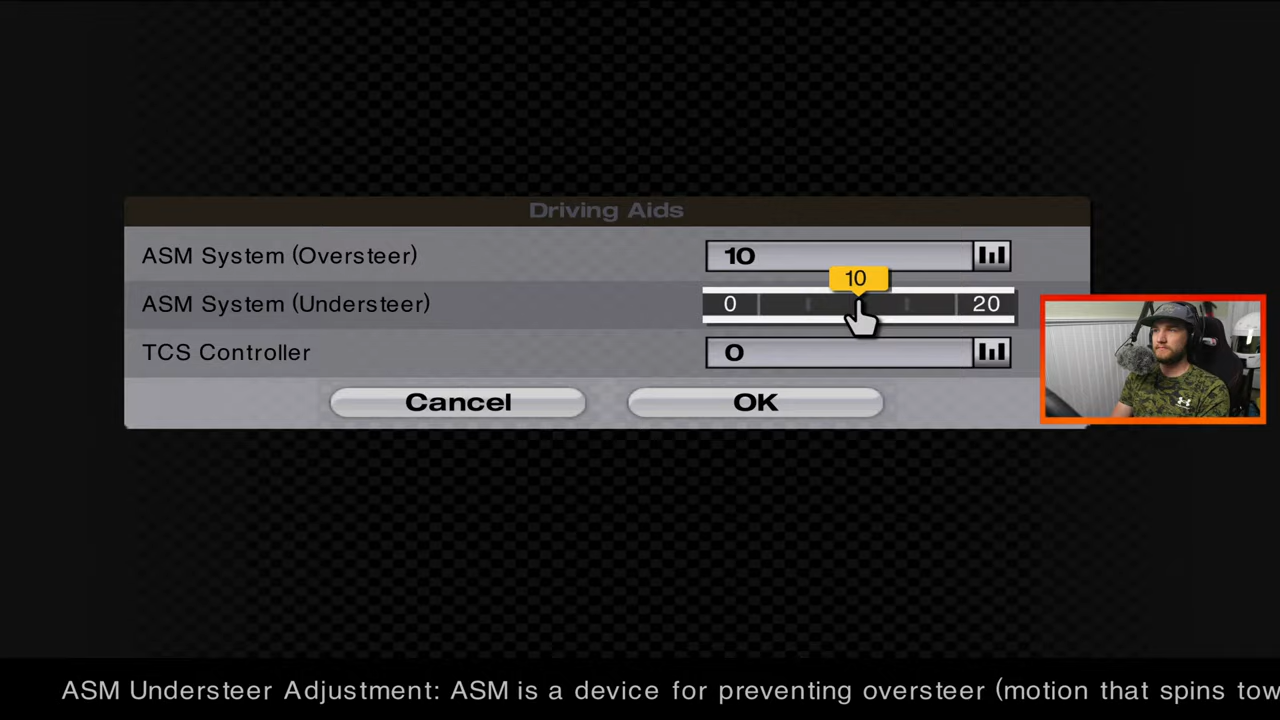 Driving Aids
ASM System (Oversteer) 10
10
ASM System (Understeer) 0 20
TCS Controller 0
Cancel OK
ASM Understeer Adjustment: ASM is a device for preventing oversteer (motion that spins tow